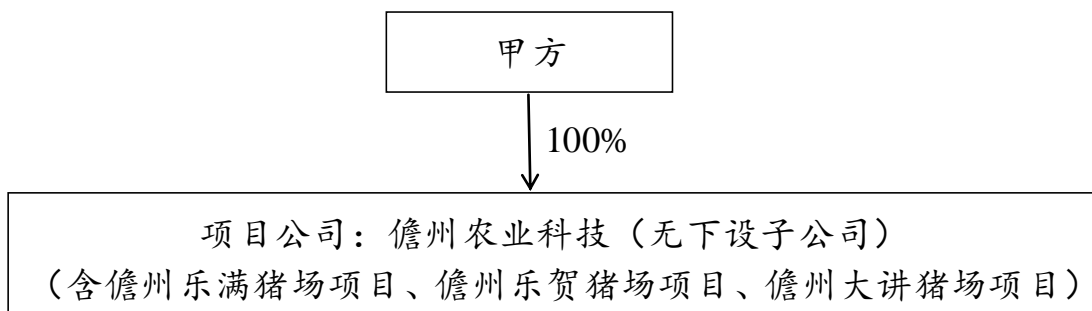 甲方
100%
项目公司：儋州农业科技（无下设子公司）
（含儋州乐满猪场项目、儋州乐贺猪场项目、儋州大讲猪场项目）